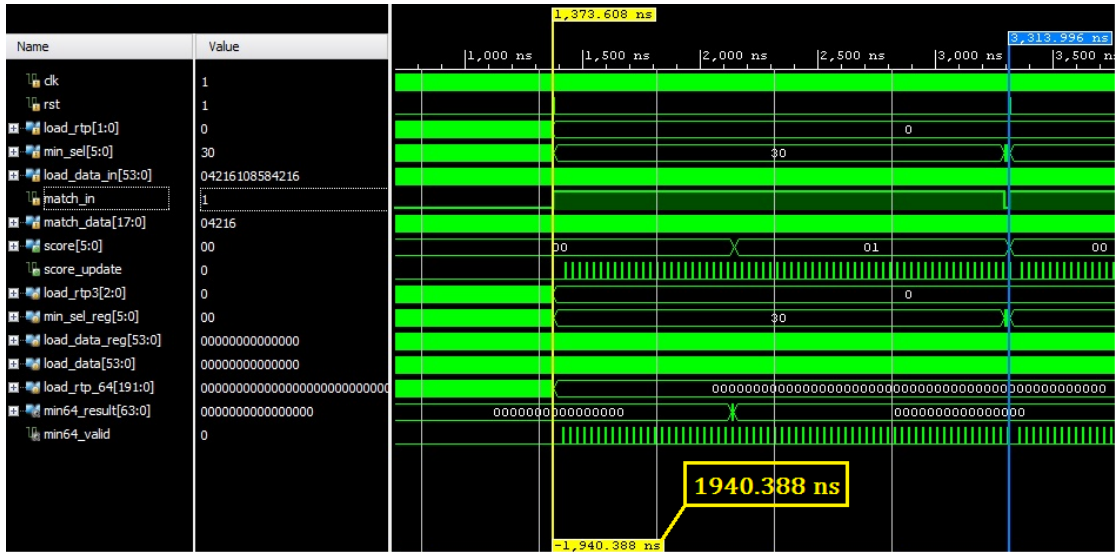 1,373.608 ns
3,313.996 ns
Name Value
1,000 ns 1,500 ns 2,000 ns 2,500 ns 3,000 ns 3,500 n
clk 1
rst 1
load_rtp[1:0] 0 0
min_sel[5:0] 30 30
load_data_in[53:0] 04216108584216
match_in 1
match_data[17:0] 04216
score[5:0] 00 00 01 00
score_update 0
load_rtp3[2:0] 0 0
min_sel_reg[5:0] 00 30
load_data_reg[53:0] 00000000000000
load_data[53:0] 00000000000000
load_rtp_64[191:0]
min64_result[63:0] 0000000000000000 0000000000000000 0000000000000000
min64_valid 0
1940.388 ns
-1,940.388 ns